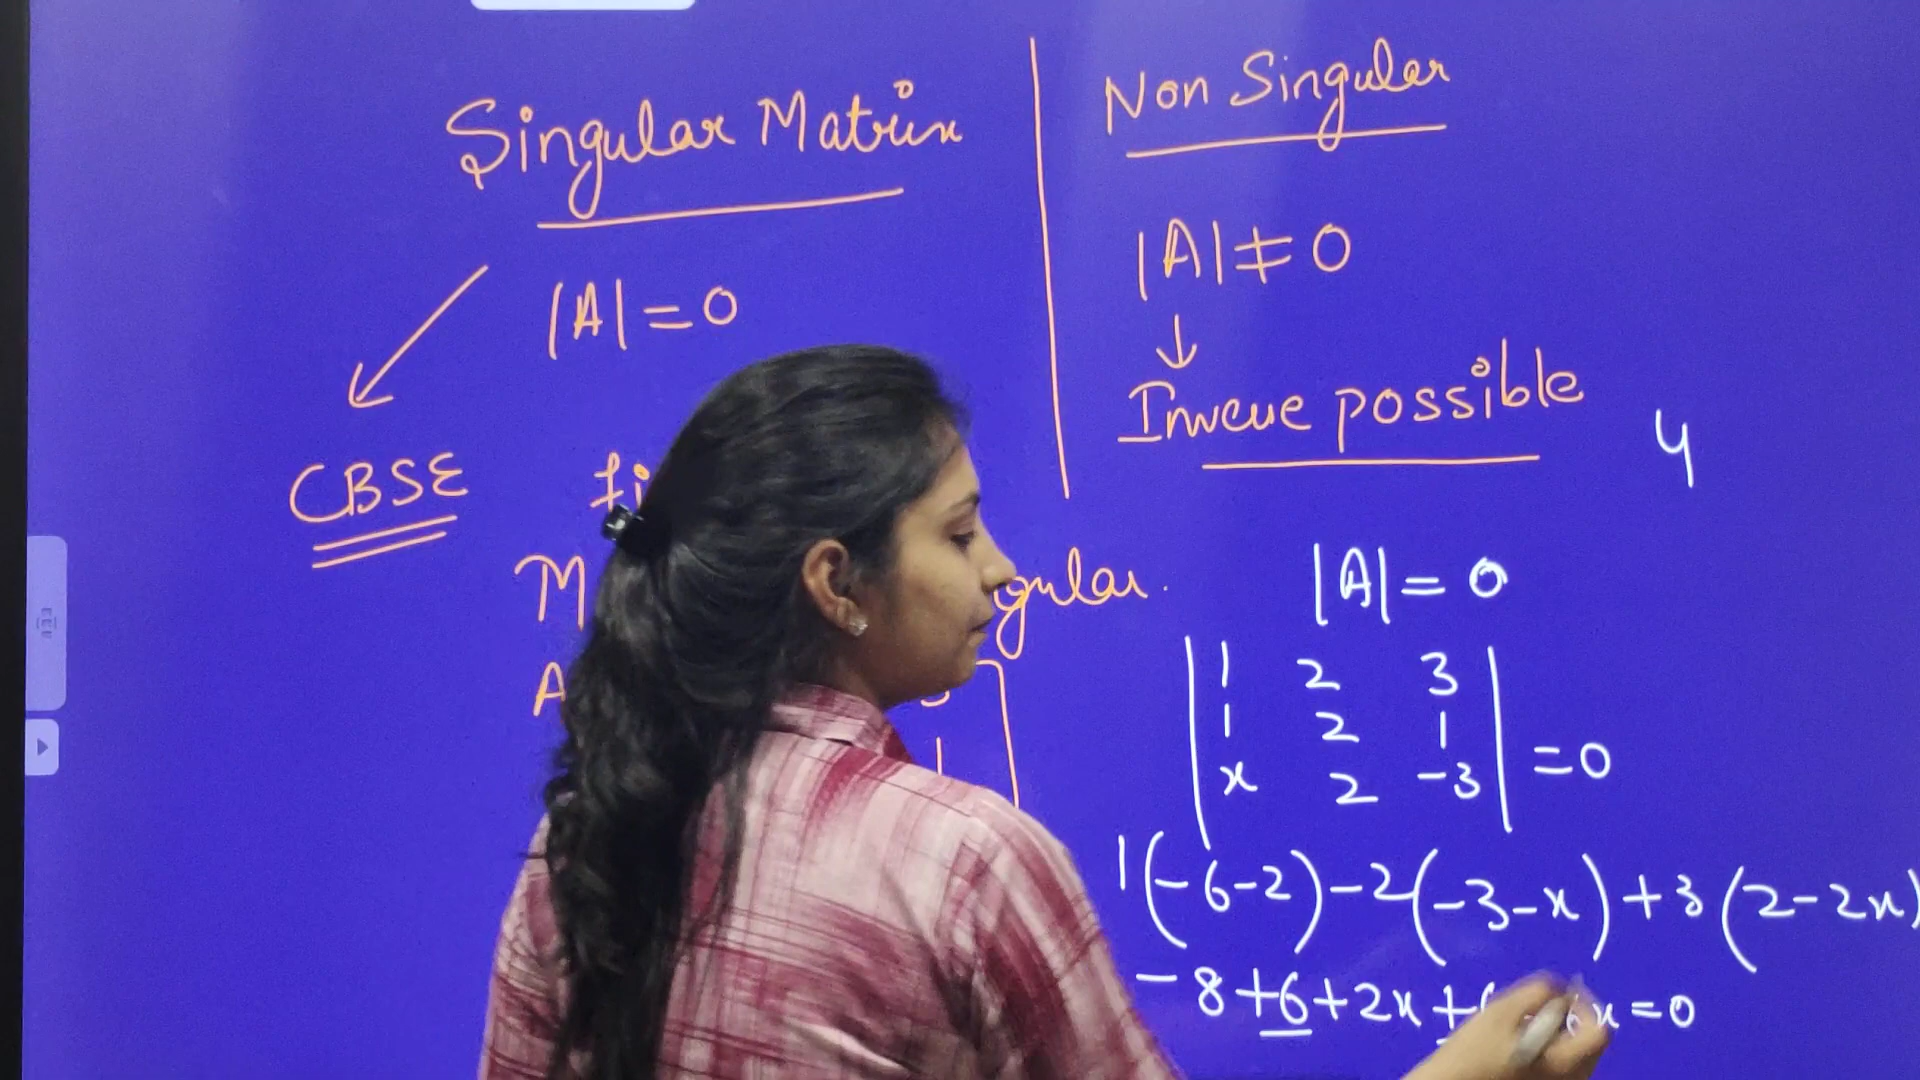 Singular Matrix
|A| = 0
CBSE
Non Singular
|A| ≠ 0
↓
Inverse possible
4
|A| = 0
1 2 3
1 2 1
x 2 -3
= 0
1(-6-2)-2(-3-x)+3(2-2x)
-8+6+2x+
x=0